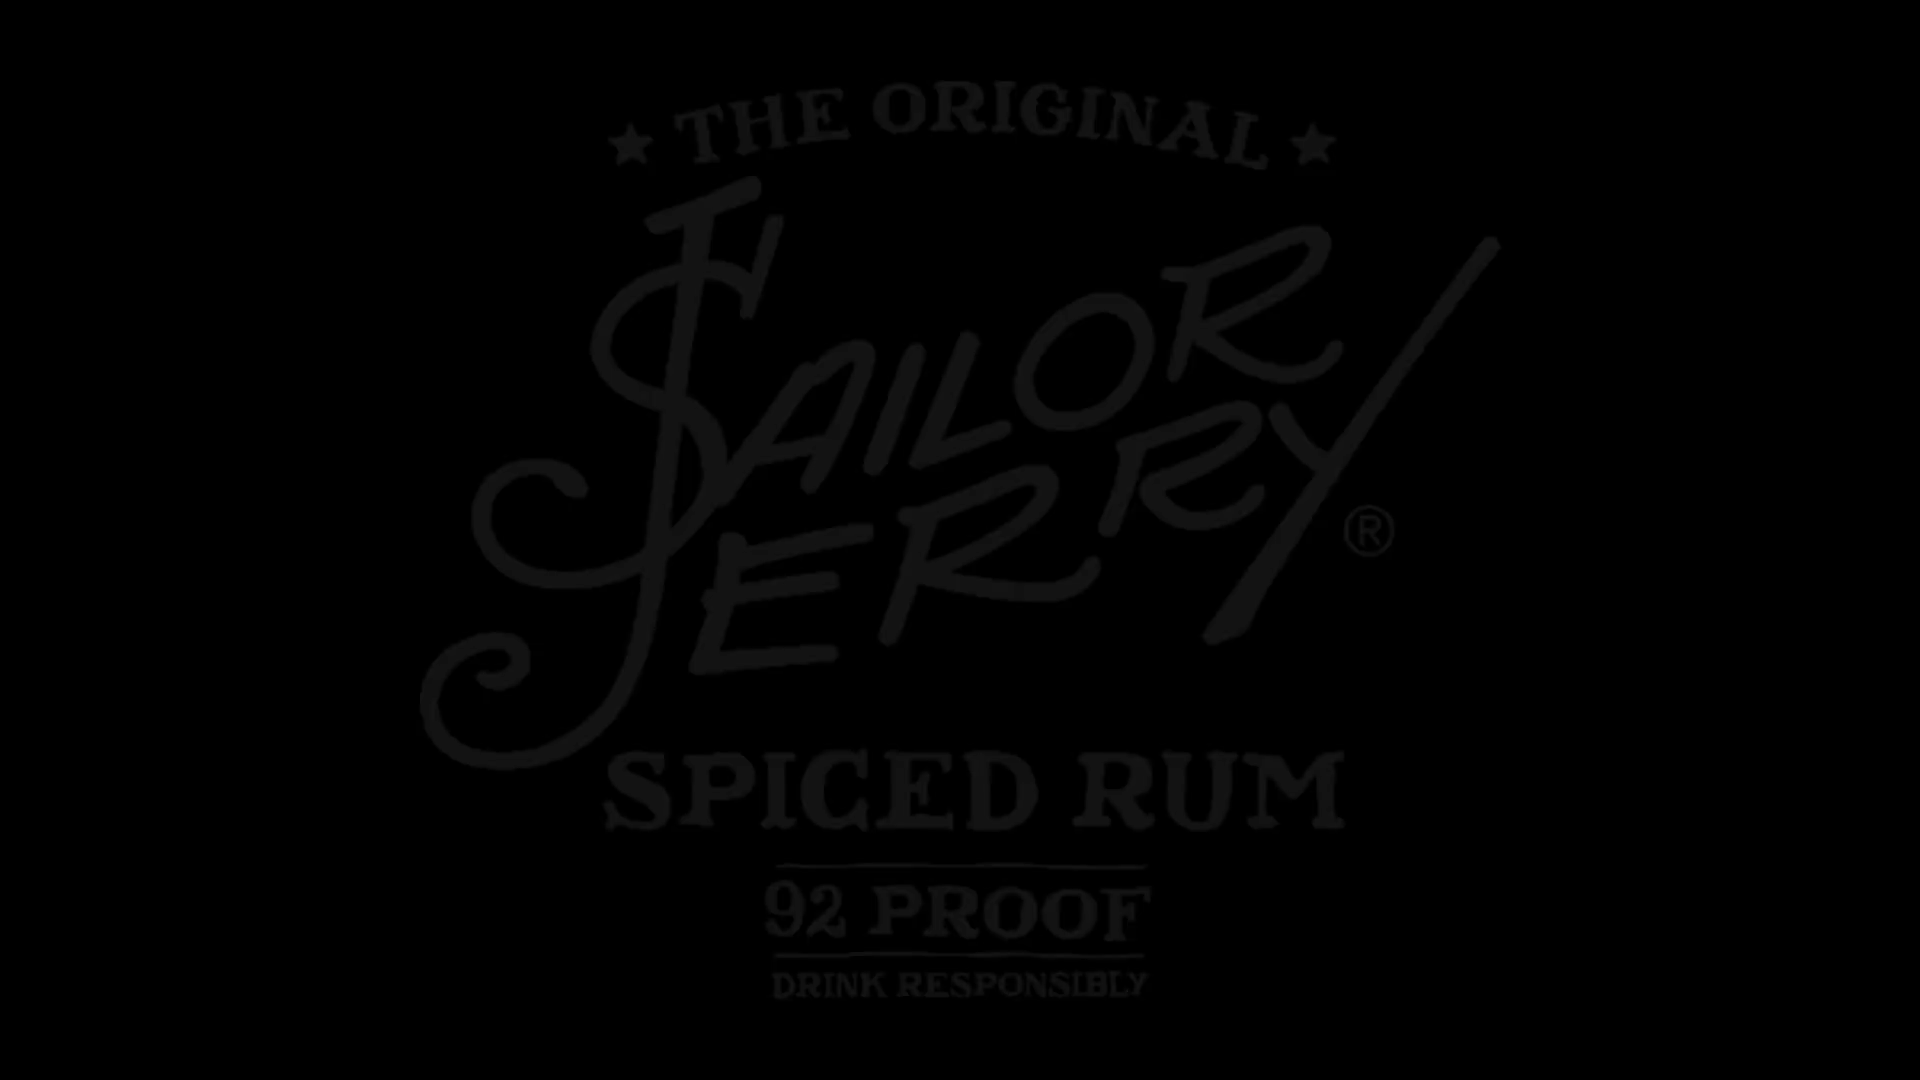 ★ THE ORIGINAL ★
SAILOR
JERRY®
SPICED RUM
92 PROOF
DRINK RESPONSIBLY